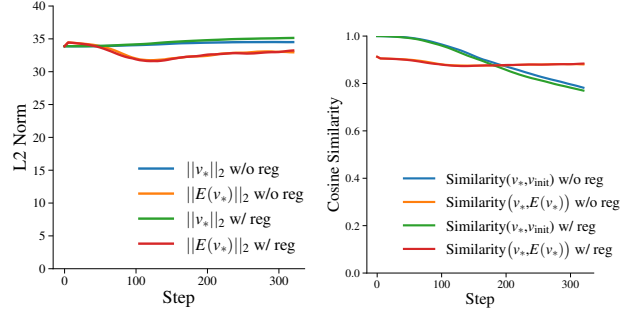 40
35
30
25
20
15
10
5
0
L2 Norm
||v*||2 w/o reg
||E(v*)||2 w/o reg
||v*||2 w/ reg
||E(v*)||2 w/ reg
0 100 200 300
Step
1.0
0.8
0.6
0.4
0.2
0.0
Cosine Similarity
Similarity(v*,vinit) w/o reg
Similarity(v*,E(v*)) w/o reg
Similarity(v*,vinit) w/ reg
Similarity(v*,E(v*)) w/ reg
0 100 200 300
Step